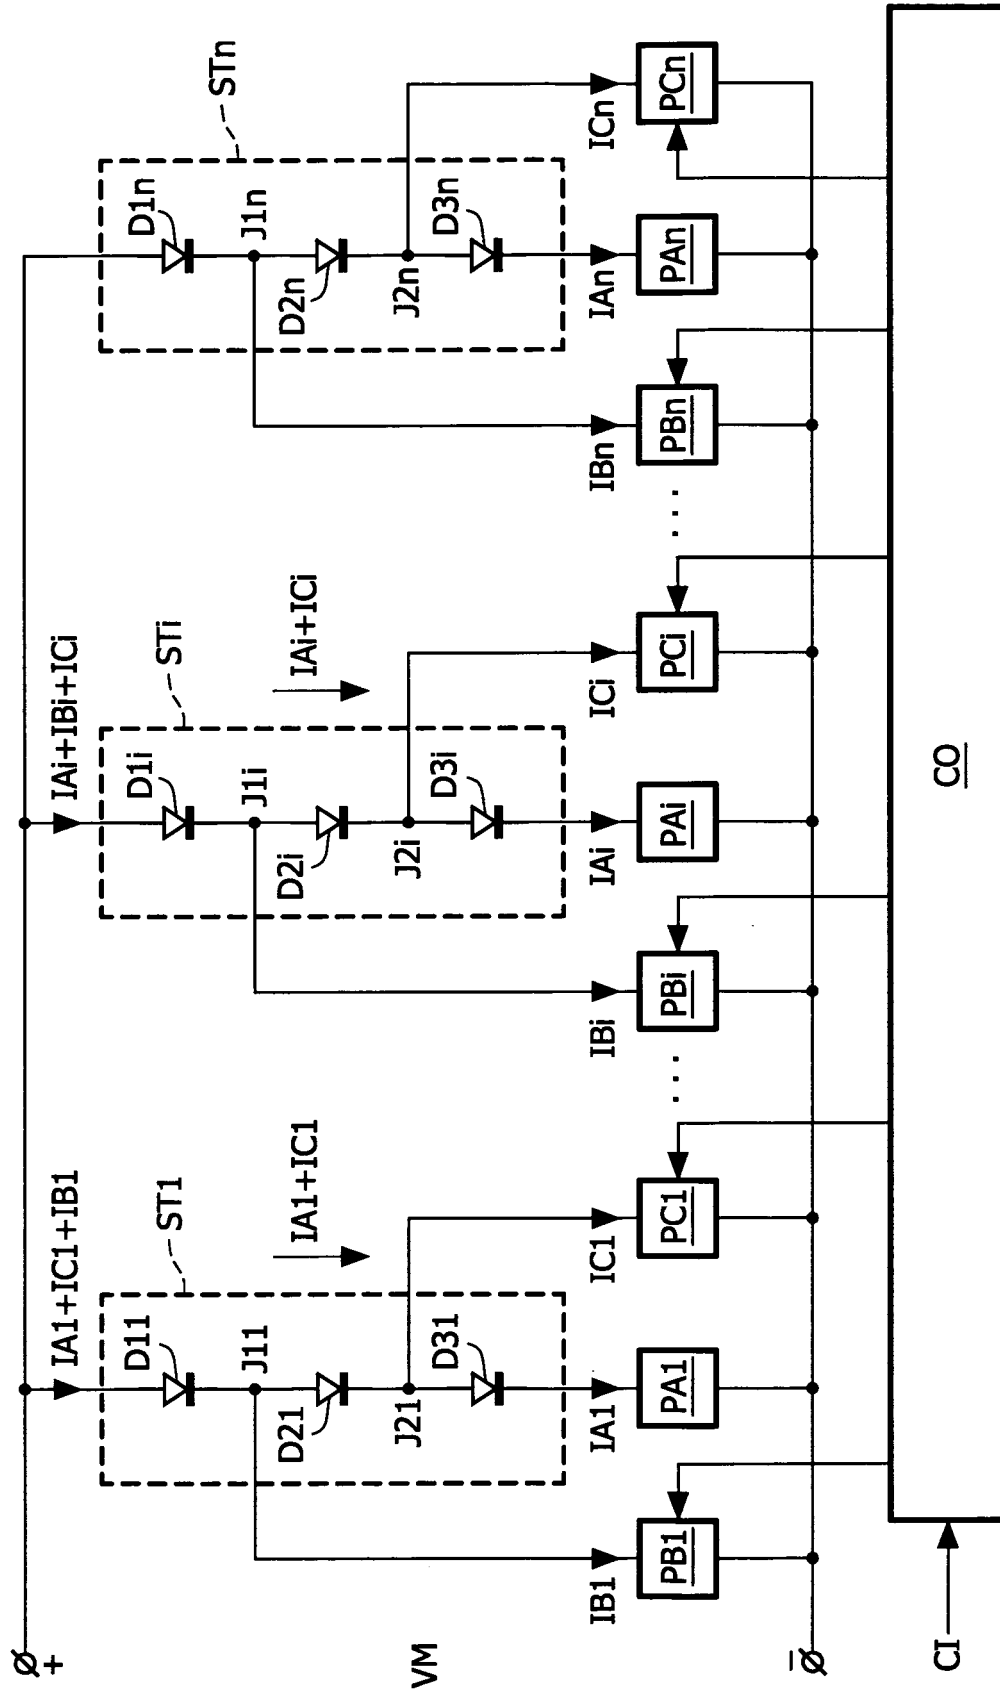 STn
D1n
J1n
D2n
J2n
D3n
ICn
PCn
IAn
PAn
IBn
PBn
. . .
IAi+IBi+ICi
STi
D1i
J1i
IAi+ICi
D2i
J2i
D3i
ICi
PCi
IAi
PAi
IBi
PBi
. . .
IA1+IC1+IB1
ST1
D11
J11
IA1+IC1
D21
J21
D31
IC1
PC1
IA1
PA1
IB1
PB1
+
VM
–
CO
CI